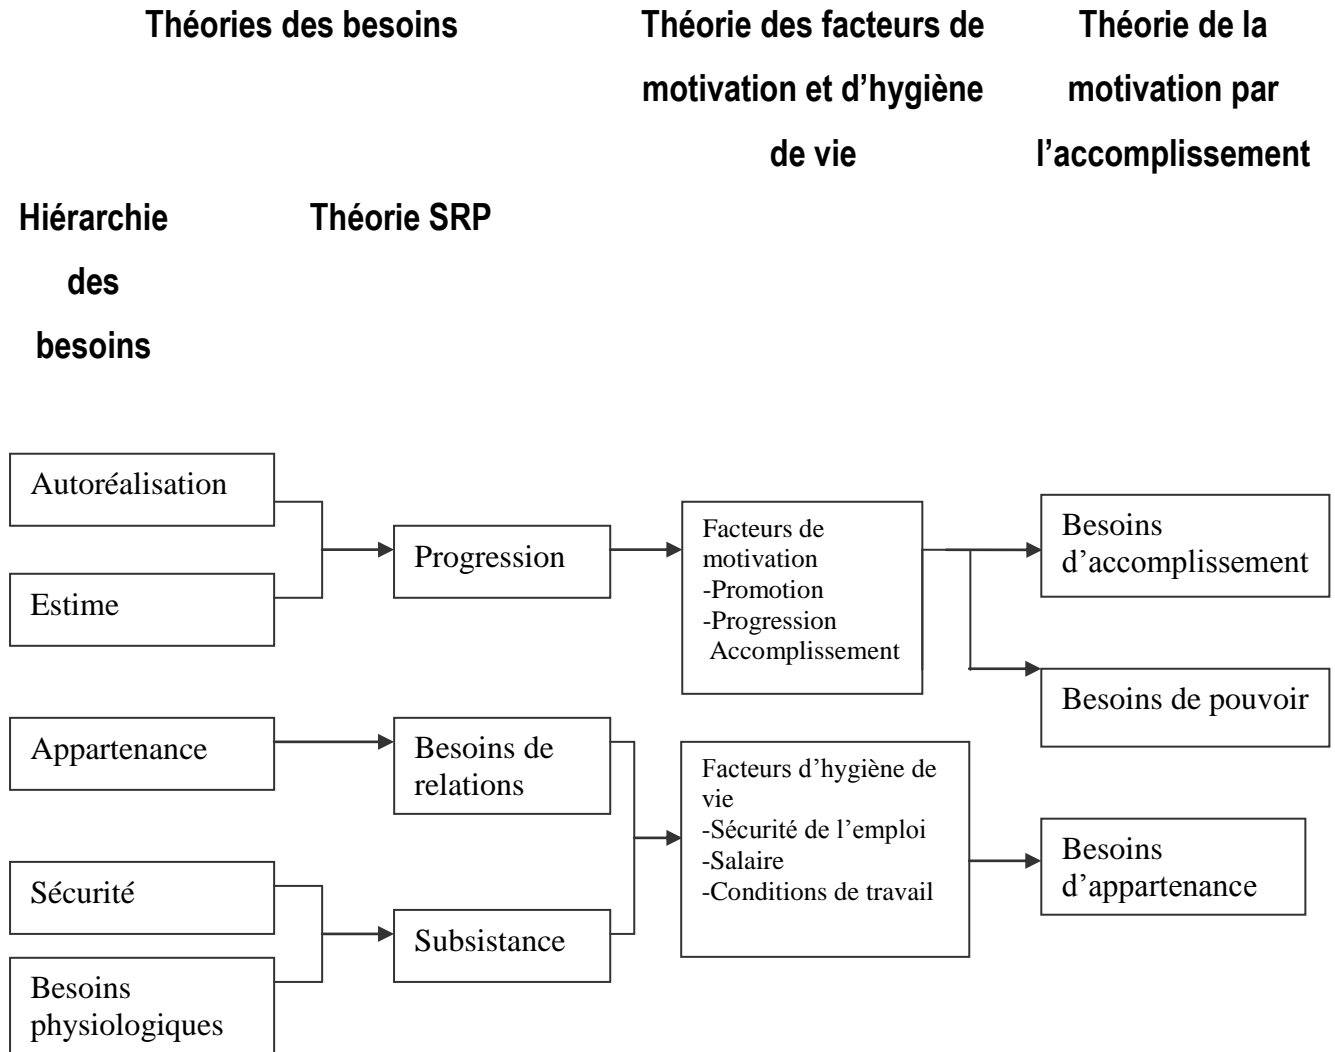 Théories des besoins
Théorie des facteurs de
motivation et d'hygiène
de vie
Théorie de la
motivation par
l'accomplissement
Hiérarchie
des
besoins
Théorie SRP
Autoréalisation
Estime
Appartenance
Sécurité
Besoins
physiologiques
Progression
Besoins de
relations
Subsistance
Facteurs de
motivation
-Promotion
-Progression
Accomplissement
Facteurs d'hygiène de
vie
-Sécurité de l'emploi
-Salaire
-Conditions de travail
Besoins
d'accomplissement
Besoins de pouvoir
Besoins
d'appartenance